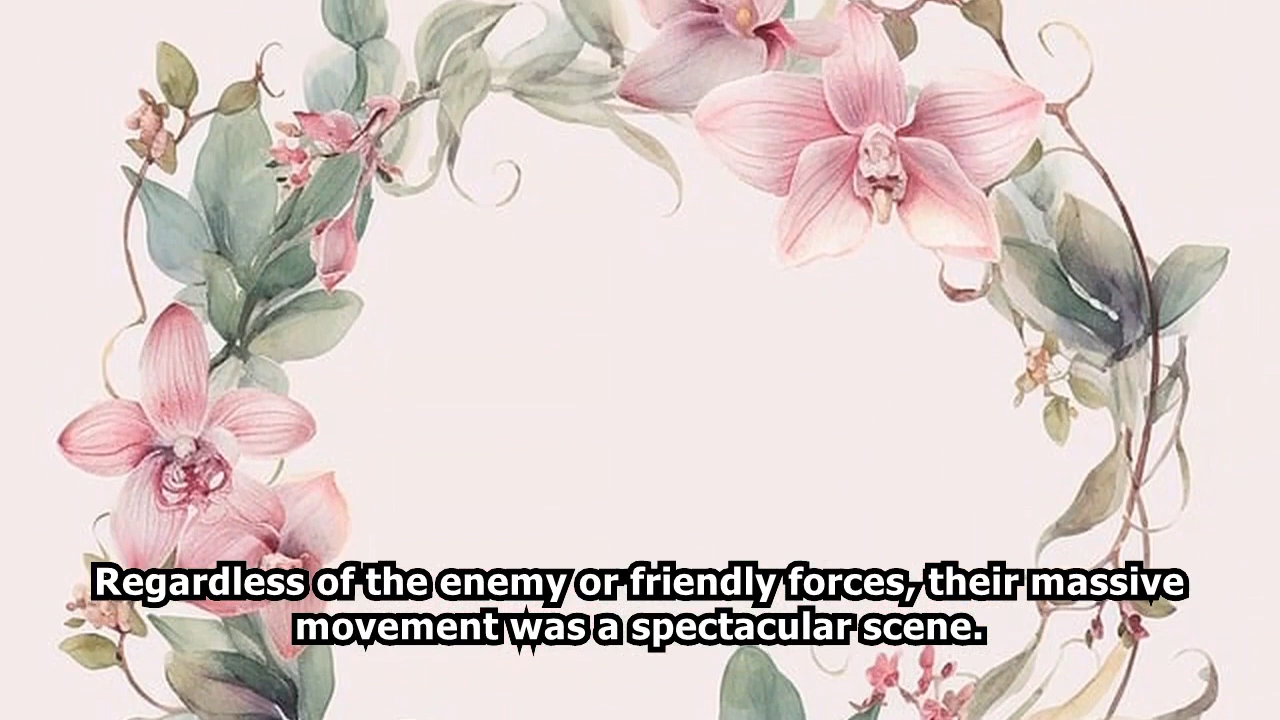 Regardless of the enemy or friendly forces, their massive
movement was a spectacular scene.